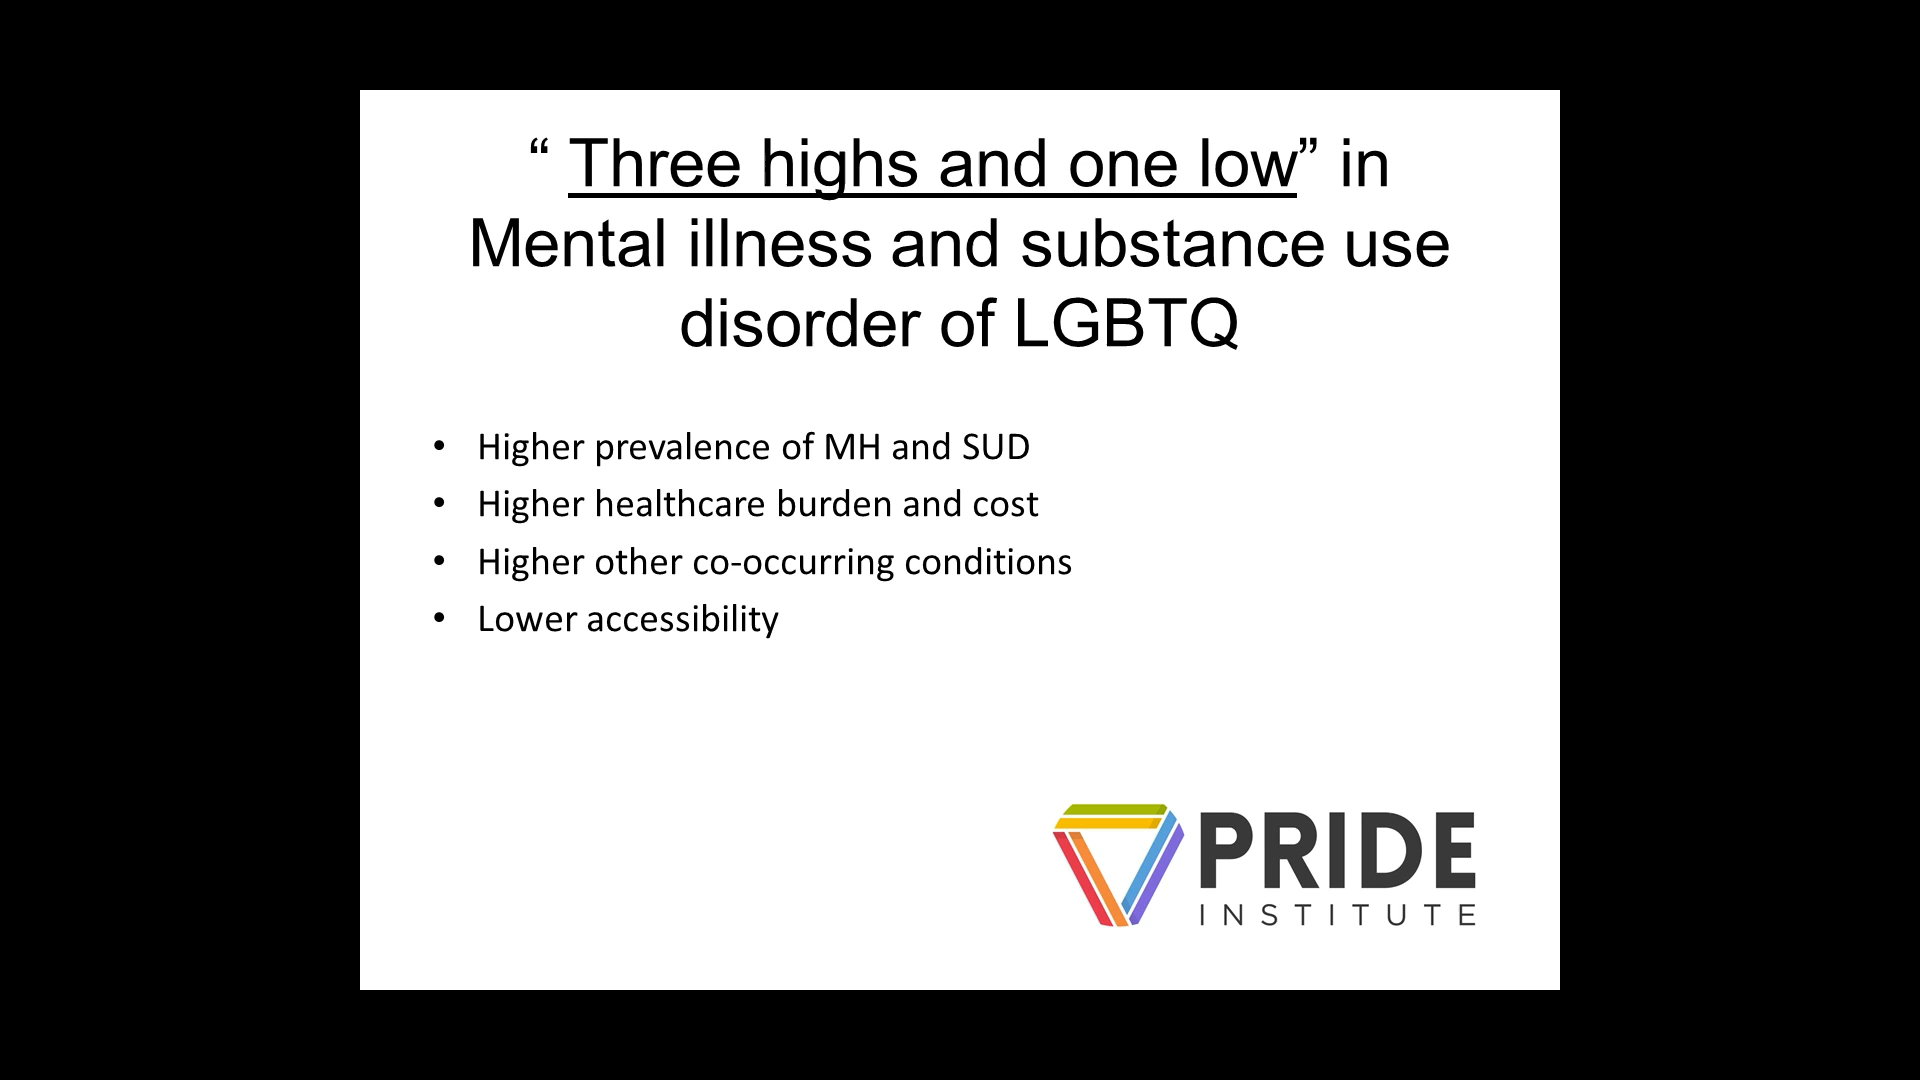 “ Three highs and one low” in
Mental illness and substance use
disorder of LGBTQ
• Higher prevalence of MH and SUD
• Higher healthcare burden and cost
• Higher other co-occurring conditions
• Lower accessibility
PRIDE
INSTITUTE